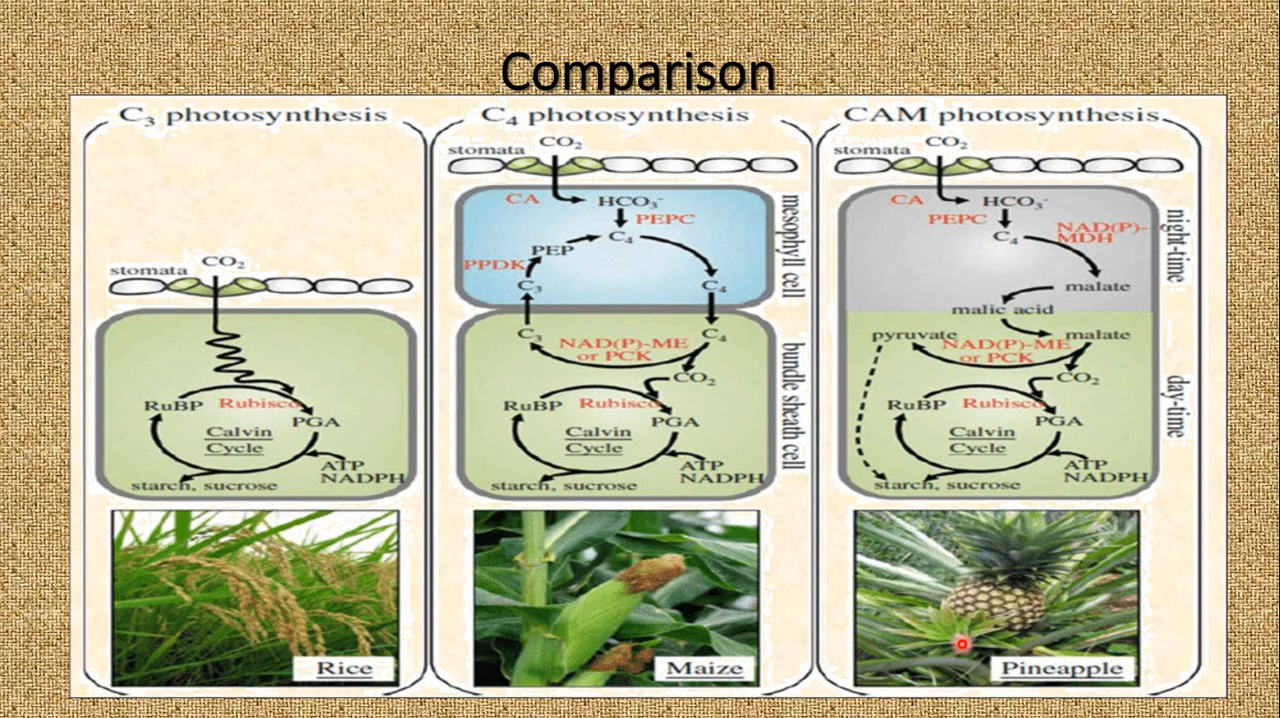 Comparison
C₃ photosynthesis
stomata
CO₂
RuBP
Rubisco
PGA
Calvin
Cycle
ATP
NADPH
starch, sucrose
Rice
C₄ photosynthesis
stomata
CO₂
CA
HCO₃⁻
PEPC
PEP
C₄
PPDK
C₃
C₄
mesophyll cell
C₃
C₄
NAD(P)-ME
or PCK
CO₂
RuBP
Rubisco
PGA
Calvin
Cycle
ATP
NADPH
starch, sucrose
bundle sheath cell
Maize
CAM photosynthesis
stomata
CO₂
CA
HCO₃⁻
PEPC
C₄
NAD(P)-
MDH
malate
malic acid
night-time
pyruvate
malate
NAD(P)-ME
or PCK
CO₂
RuBP
Rubisco
PGA
Calvin
Cycle
ATP
NADPH
starch, sucrose
day-time
Pineapple